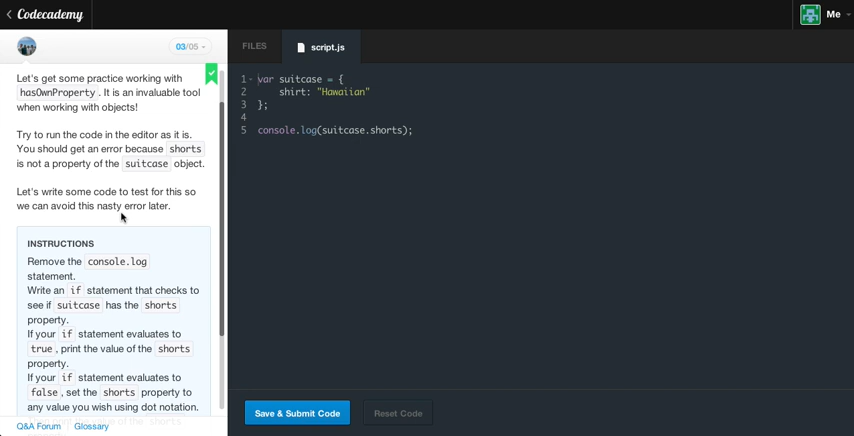 Codecademy
Me
03/05
FILES
script.js
Let's get some practice working with
hasOwnProperty . It is an invaluable tool
when working with objects!
Try to run the code in the editor as it is.
You should get an error because shorts
is not a property of the suitcase object.
Let's write some code to test for this so
we can avoid this nasty error later.
INSTRUCTIONS
Remove the console.log
statement.
Write an if statement that checks to
see if suitcase has the shorts
property.
If your if statement evaluates to
true , print the value of the shorts
property.
If your if statement evaluates to
false , set the shorts property to
any value you wish using dot notation.
Q&A Forum Glossary
1 var suitcase = {
2 shirt: "Hawaiian"
3 };
4
5 console.log(suitcase.shorts);
Save & Submit Code
Reset Code